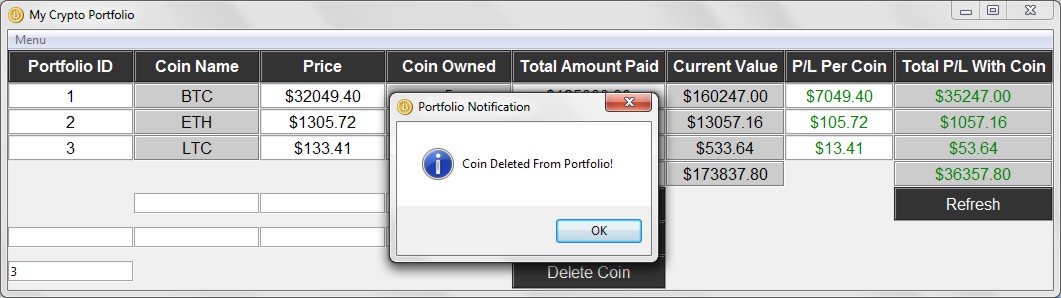 My Crypto Portfolio
Menu
Portfolio ID Coin Name Price Coin Owned Total Amount Paid Current Value P/L Per Coin Total P/L With Coin
1 BTC $32049.40 $160247.00 $7049.40 $35247.00
2 ETH $1305.72 $13057.16 $105.72 $1057.16
3 LTC $133.41 $533.64 $13.41 $53.64
$173837.80 $36357.80
Portfolio Notification
Coin Deleted From Portfolio!
OK
Refresh
3
Delete Coin